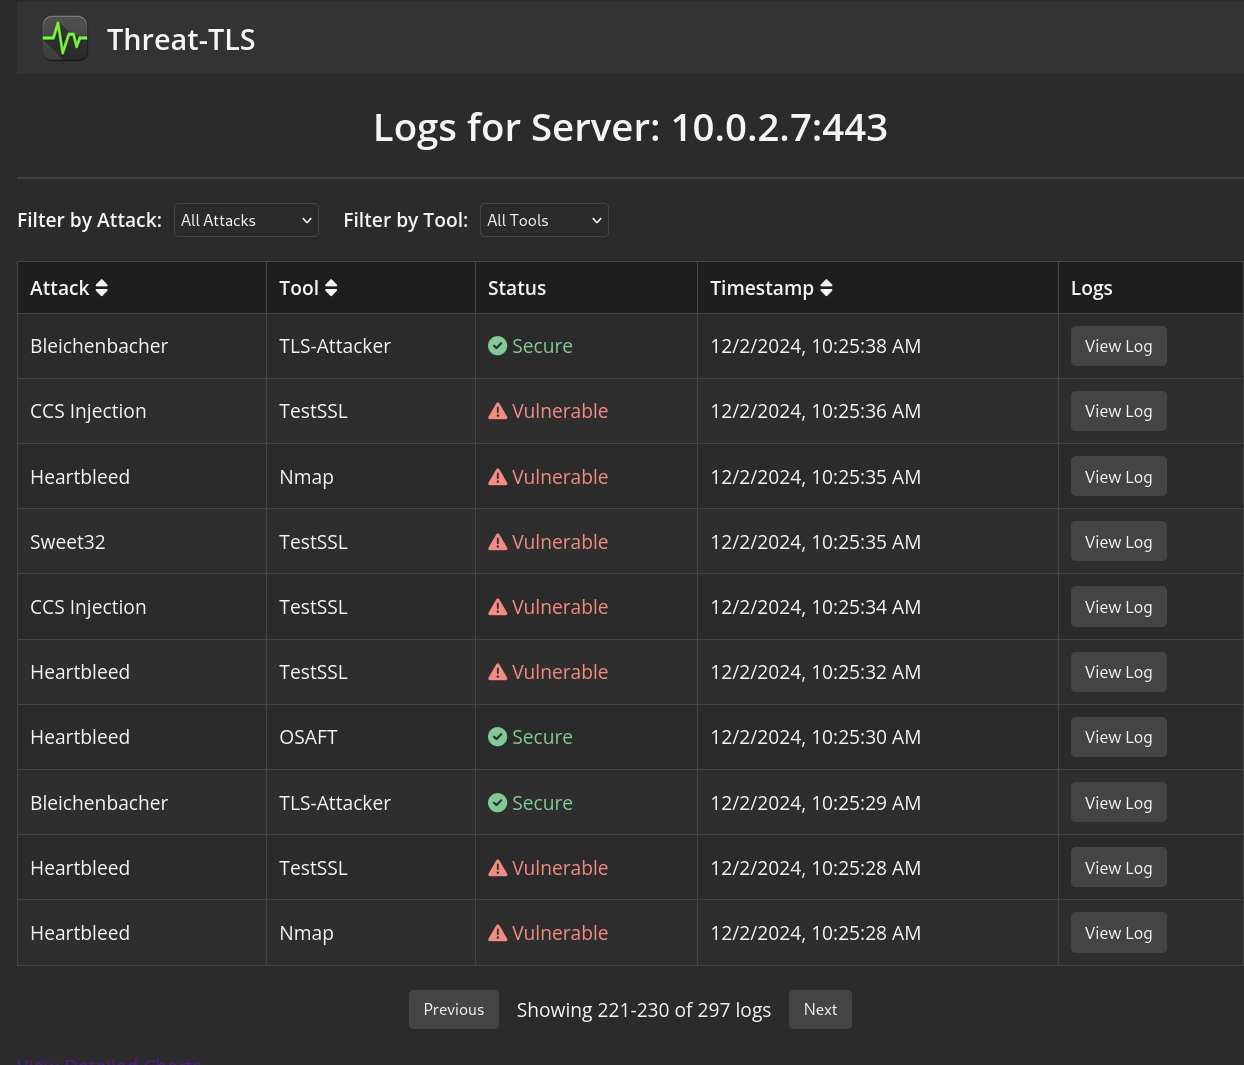 Threat-TLS
Logs for Server: 10.0.2.7:443
Filter by Attack: All Attacks Filter by Tool: All Tools
Attack Tool Status Timestamp Logs
Bleichenbacher TLS-Attacker Secure 12/2/2024, 10:25:38 AM View Log
CCS Injection TestSSL Vulnerable 12/2/2024, 10:25:36 AM View Log
Heartbleed Nmap Vulnerable 12/2/2024, 10:25:35 AM View Log
Sweet32 TestSSL Vulnerable 12/2/2024, 10:25:35 AM View Log
CCS Injection TestSSL Vulnerable 12/2/2024, 10:25:34 AM View Log
Heartbleed TestSSL Vulnerable 12/2/2024, 10:25:32 AM View Log
Heartbleed OSAFT Secure 12/2/2024, 10:25:30 AM View Log
Bleichenbacher TLS-Attacker Secure 12/2/2024, 10:25:29 AM View Log
Heartbleed TestSSL Vulnerable 12/2/2024, 10:25:28 AM View Log
Heartbleed Nmap Vulnerable 12/2/2024, 10:25:28 AM View Log
Previous Showing 221-230 of 297 logs Next
View Detailed Charts